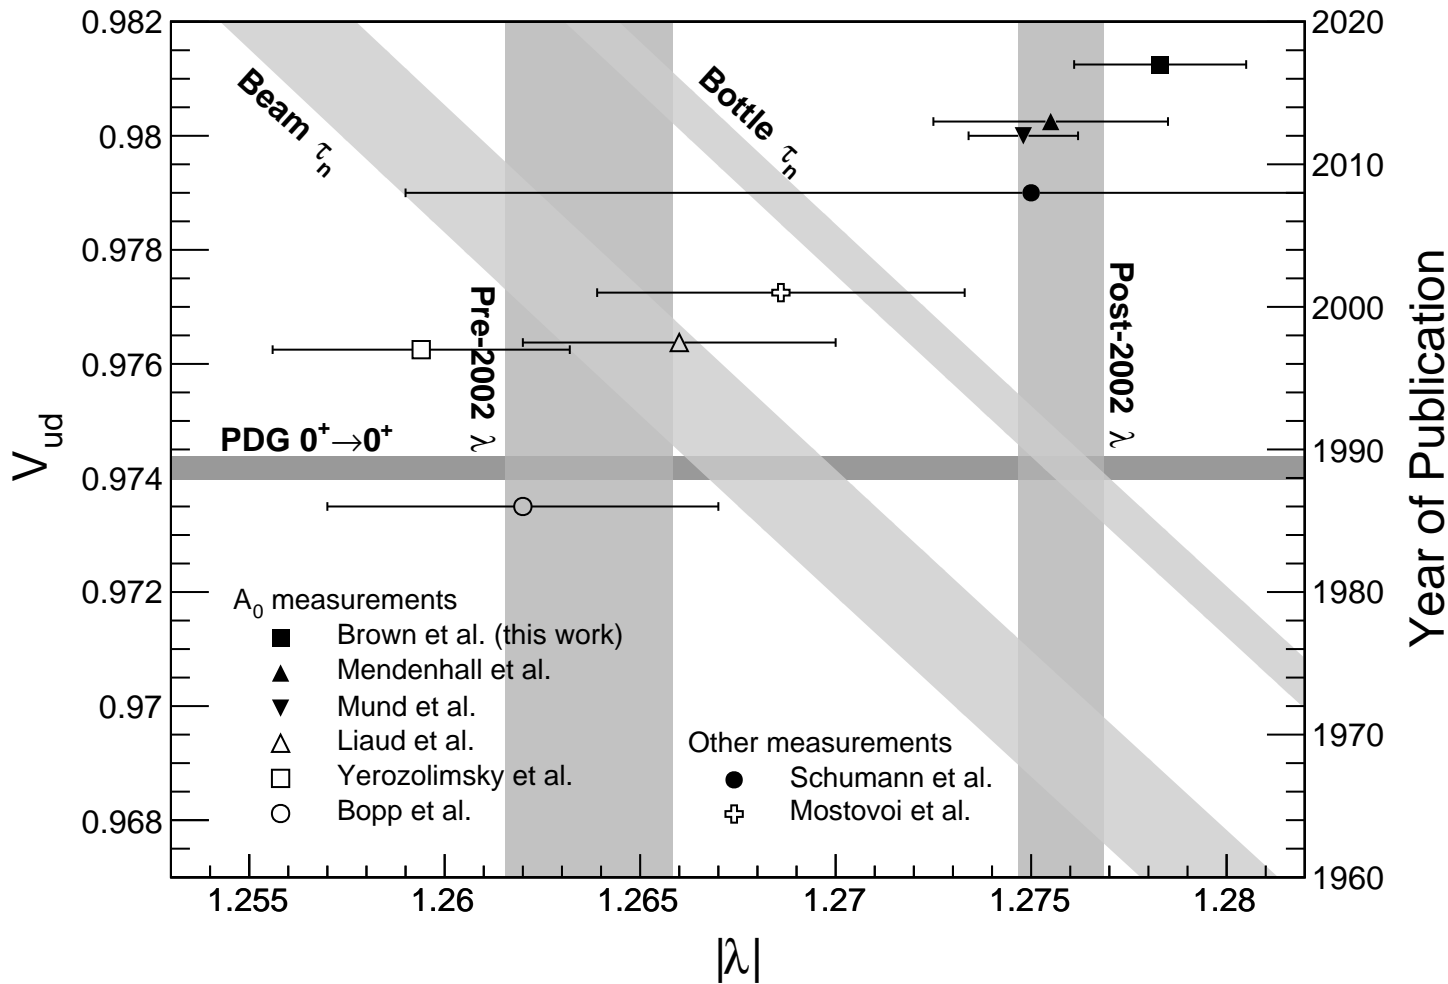 0.982
0.98
0.978
0.976
0.974
0.972
0.97
0.968
V_ud
2020
2010
2000
1990
1980
1970
1960
Year of Publication
Beam τ_n
Bottle τ_n
Pre-2002 λ
Post-2002 λ
PDG 0⁺→0⁺
A_0 measurements
Brown et al. (this work)
Mendenhall et al.
Mund et al.
Liaud et al.
Yerozolimsky et al.
Bopp et al.
Other measurements
Schumann et al.
Mostovoi et al.
1.255 1.26 1.265 1.27 1.275 1.28
|λ|